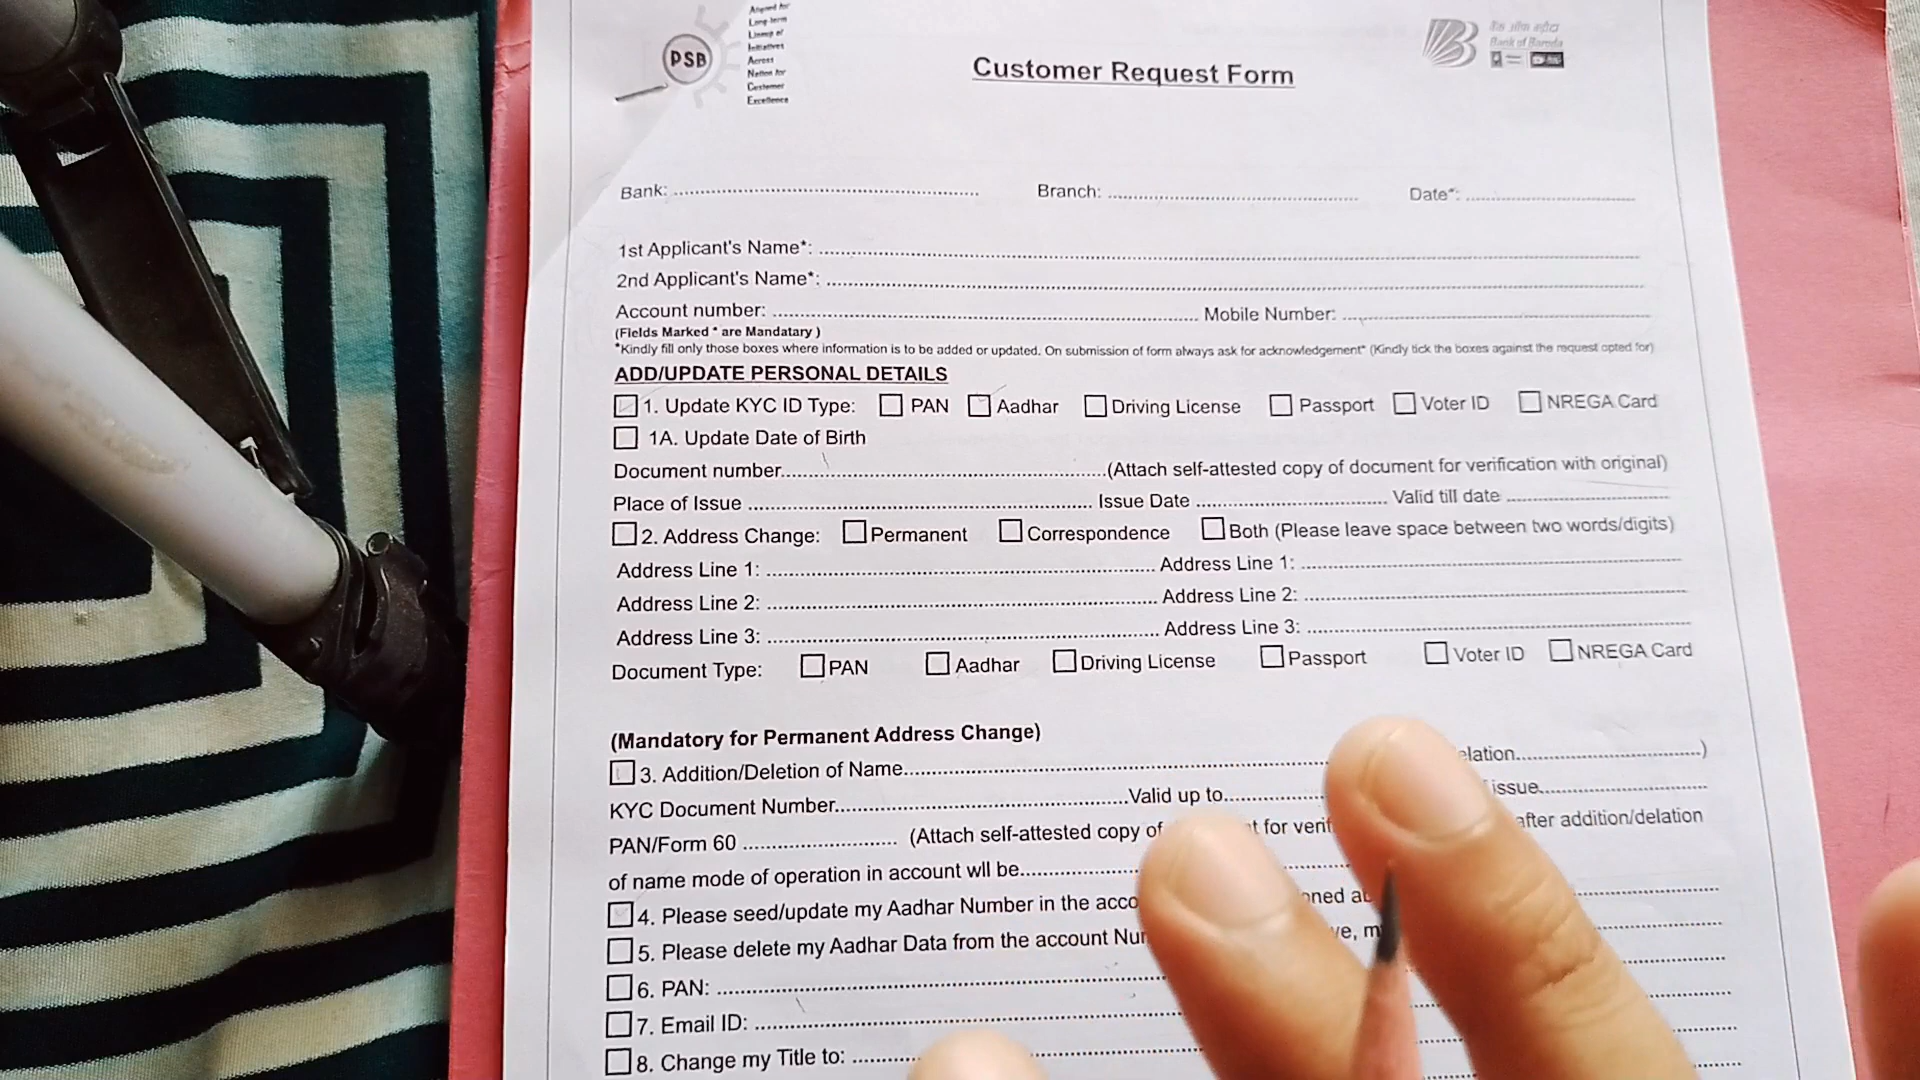 PSB
Aligned for
Long-term
Lineup of
Initiatives
Across
Nation for
Customer
Excellence
Bank of Baroda
Customer Request Form
Bank: Branch: Date*:
1st Applicant's Name*:
2nd Applicant's Name*:
Account number: Mobile Number:
(Fields Marked * are Mandatary )
*Kindly fill only those boxes where information is to be added or updated. On submission of form always ask for acknowledgement* (Kindly tick the boxes against the request opted for)
ADD/UPDATE PERSONAL DETAILS
1. Update KYC ID Type: PAN Aadhar Driving License Passport Voter ID NREGA Card
1A. Update Date of Birth
Document number (Attach self-attested copy of document for verification with original)
Place of Issue Issue Date Valid till date
2. Address Change: Permanent Correspondence Both (Please leave space between two words/digits)
Address Line 1: Address Line 1:
Address Line 2: Address Line 2:
Address Line 3: Address Line 3:
Document Type: PAN Aadhar Driving License Passport Voter ID NREGA Card
(Mandatory for Permanent Address Change)
3. Addition/Deletion of Name elation )
KYC Document Number Valid up to issue
PAN/Form 60 (Attach self-attested copy of t for verif after addition/delation
of name mode of operation in account wll be
4. Please seed/update my Aadhar Number in the acco oned ab
5. Please delete my Aadhar Data from the account Nu ve, m
6. PAN:
7. Email ID:
8. Change my Title to: